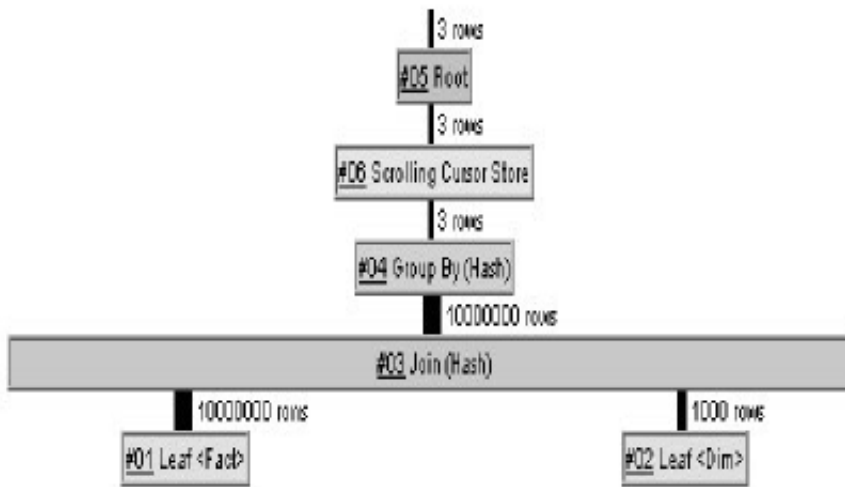 3 rows
#05 Root
3 rows
#06 Scrolling Cursor Store
3 rows
#04 Group By (Hash)
10000000 rows
#03 Join (Hash)
10000000 rows
1000 rows
#01 Leaf <Fact>
#02 Leaf <Dim>